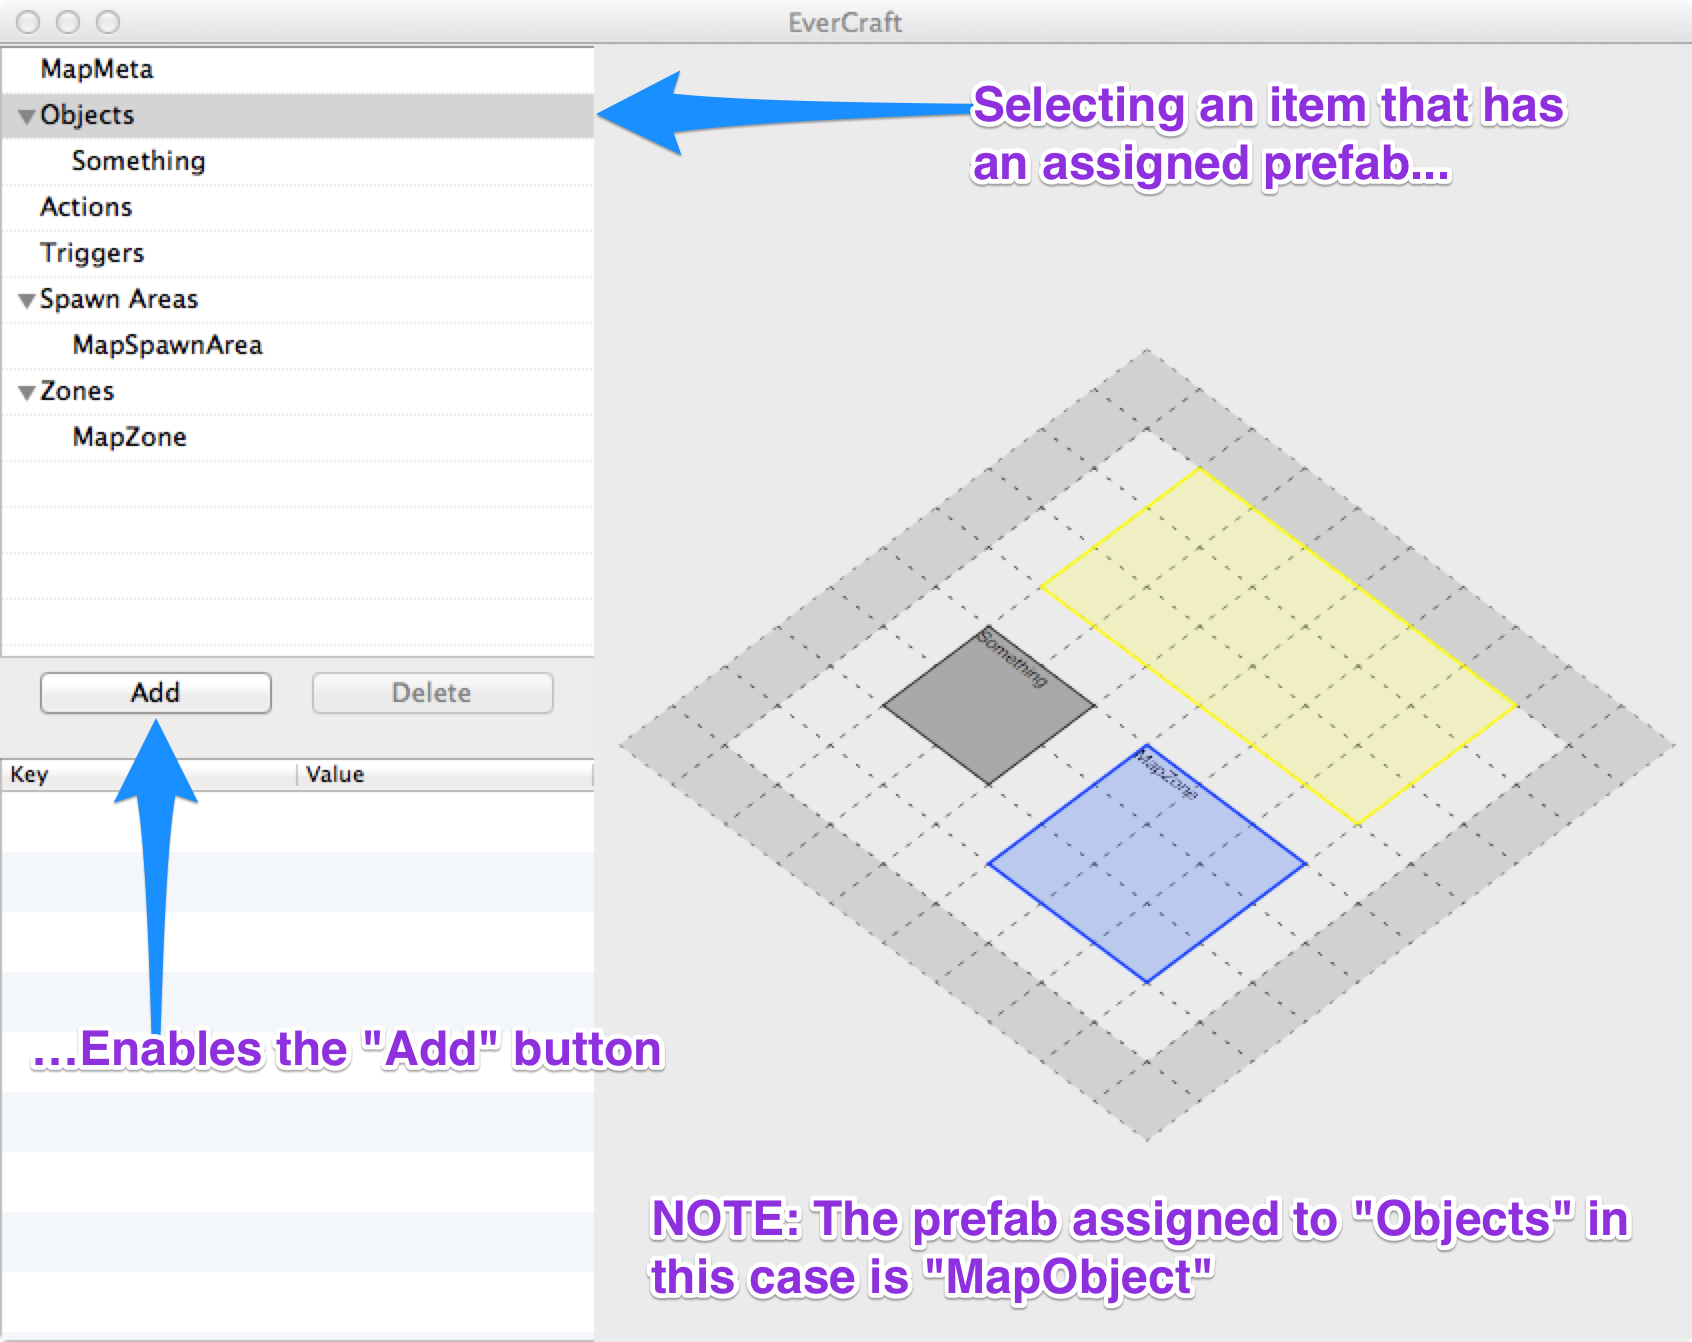 EverCraft
MapMeta
Objects
Something
Actions
Triggers
Spawn Areas
MapSpawnArea
Zones
MapZone
Add
Delete
Key
Value
Selecting an item that has
an assigned prefab...
Something
MapZone
...Enables the "Add" button
NOTE: The prefab assigned to "Objects" in
this case is "MapObject"